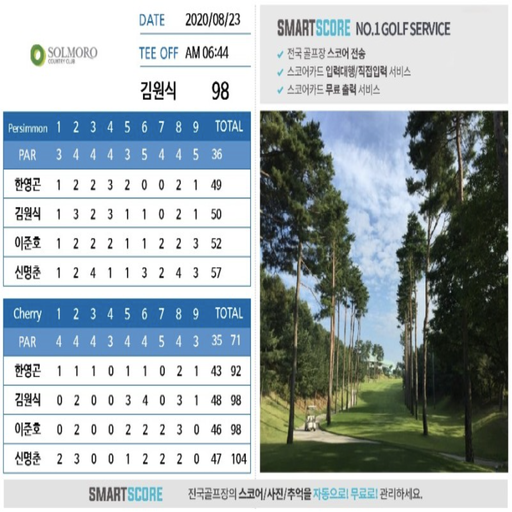 SOLMORO
COUNTRY CLUB
DATE 2020/08/23
TEE OFF AM 06:44
김원식 98
Persimmon 1 2 3 4 5 6 7 8 9 TOTAL
PAR 3 4 4 4 3 5 4 4 5 36
한영곤 1 2 2 3 2 0 0 2 1 49
김원식 1 3 2 3 1 1 0 2 1 50
이준호 1 2 2 2 1 1 2 2 3 52
신명춘 1 2 4 1 1 3 2 4 3 57
Cherry 1 2 3 4 5 6 7 8 9 TOTAL
PAR 4 4 4 3 4 4 5 4 3 35 71
한영곤 1 1 1 0 1 1 0 2 1 43 92
김원식 0 2 0 0 3 4 0 3 1 48 98
이준호 0 2 0 0 2 2 2 3 0 46 98
신명춘 2 3 0 0 1 2 2 2 0 47 104
SMARTSCORE NO.1 GOLF SERVICE
전국 골프장 스코어 전송
스코어카드 입력대행/직접입력 서비스
스코어카드 무료 출력 서비스
SMARTSCORE 전국골프장의 스코어/사진/추억을 자동으로! 무료로! 관리하세요.